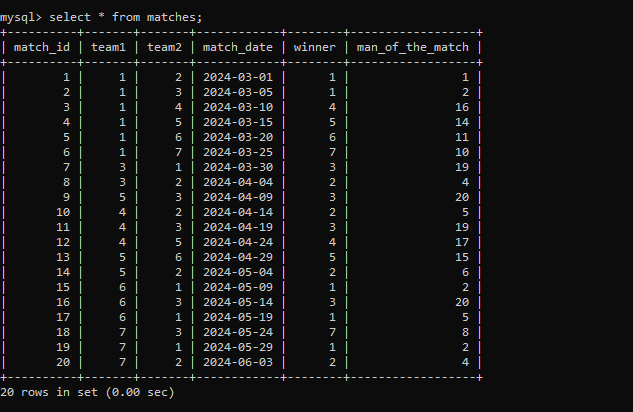 mysql> select * from matches;
+----------+-------+-------+------------+--------+------------------+
| match_id | team1 | team2 | match_date | winner | man_of_the_match |
+----------+-------+-------+------------+--------+------------------+
|        1 |     1 |     2 | 2024-03-01 |      1 |                1 |
|        2 |     1 |     3 | 2024-03-05 |      1 |                2 |
|        3 |     1 |     4 | 2024-03-10 |      4 |               16 |
|        4 |     1 |     5 | 2024-03-15 |      5 |               14 |
|        5 |     1 |     6 | 2024-03-20 |      6 |               11 |
|        6 |     1 |     7 | 2024-03-25 |      7 |               10 |
|        7 |     3 |     1 | 2024-03-30 |      3 |               19 |
|        8 |     3 |     2 | 2024-04-04 |      2 |                4 |
|        9 |     5 |     3 | 2024-04-09 |      3 |               20 |
|       10 |     4 |     2 | 2024-04-14 |      2 |                5 |
|       11 |     4 |     3 | 2024-04-19 |      3 |               19 |
|       12 |     4 |     5 | 2024-04-24 |      4 |               17 |
|       13 |     5 |     6 | 2024-04-29 |      5 |               15 |
|       14 |     5 |     2 | 2024-05-04 |      2 |                6 |
|       15 |     6 |     1 | 2024-05-09 |      1 |                2 |
|       16 |     6 |     3 | 2024-05-14 |      3 |               20 |
|       17 |     6 |     1 | 2024-05-19 |      1 |                5 |
|       18 |     7 |     3 | 2024-05-24 |      7 |                8 |
|       19 |     7 |     1 | 2024-05-29 |      1 |                2 |
|       20 |     7 |     2 | 2024-06-03 |      2 |                4 |
+----------+-------+-------+------------+--------+------------------+
20 rows in set (0.00 sec)